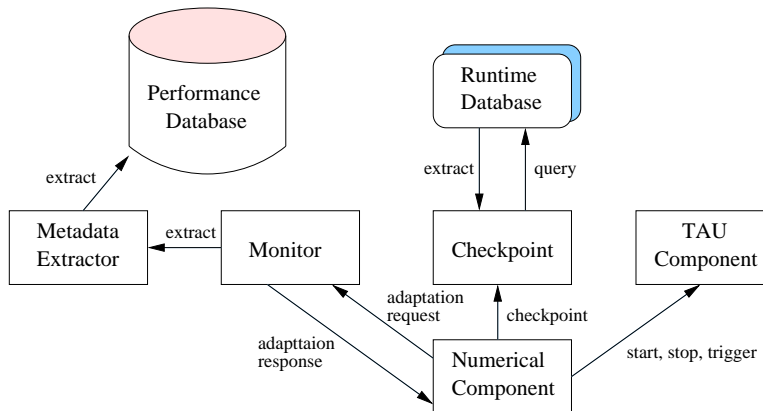 Performance
Database
Runtime
Database
extract
extract
query
Metadata
Extractor
extract
Monitor
Checkpoint
TAU
Component
adaptation
request
checkpoint
adapttaion
response
start, stop, trigger
Numerical
Component